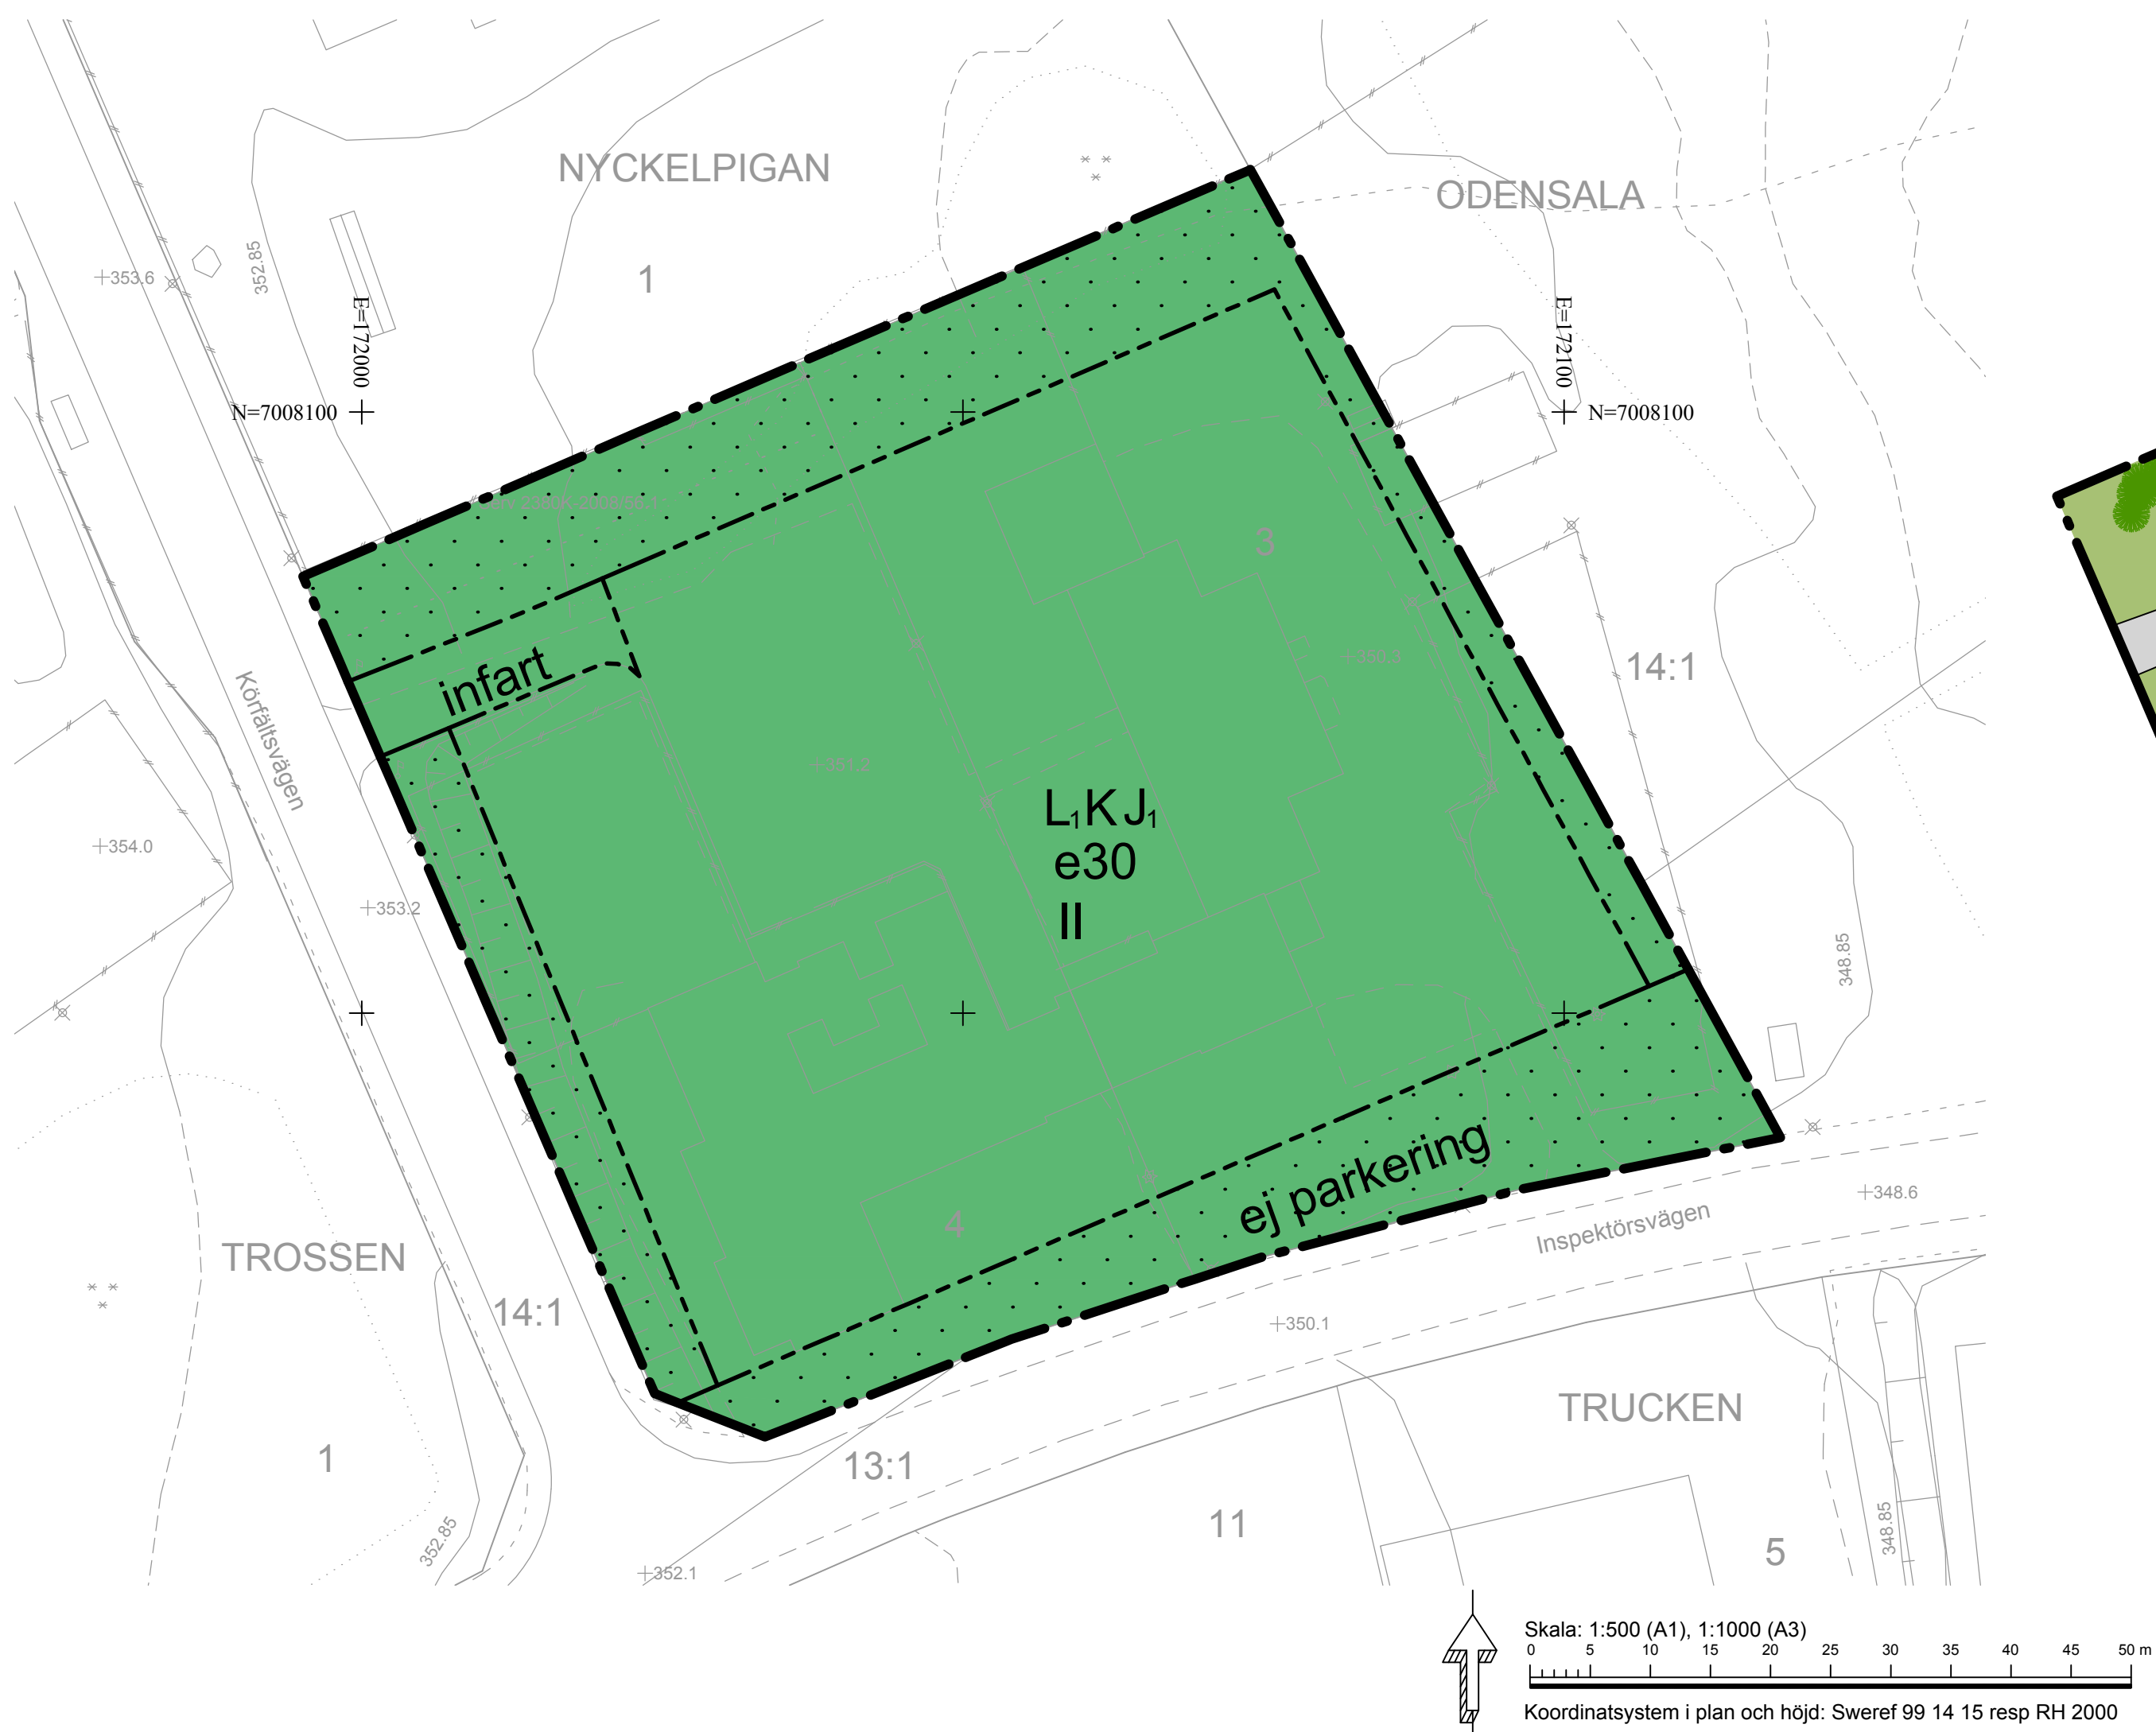 NYCKELPIGAN
ODENSALA
1
+353.6
352.85
E=172000
E=172100
N=7008100
N=7008100
3
infart
+350.5
14:1
Körfältsvägen
+351.8
L₁KJ₁
e30
II
+354.0
+353.2
348.85
ej parkering
4
+348.6
Inspektörsvägen
TROSSEN
14:1
+350.1
TRUCKEN
1
13:1
352.85
11
348.85
5
+352.1
Skala: 1:500 (A1), 1:1000 (A3)
0 5 10 15 20 25 30 35 40 45 50 m
Koordinatsystem i plan och höjd: Sweref 99 14 15 resp RH 2000